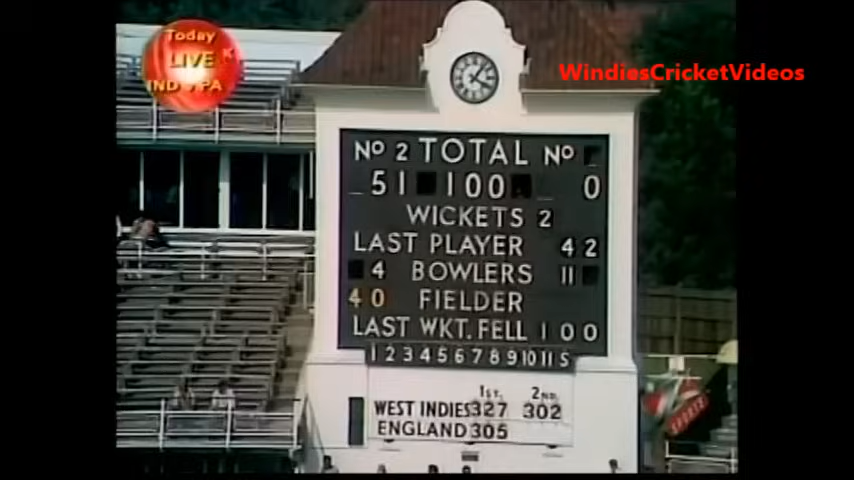 Today
LIVE
IND v PA K
WindiesCricketVideos
No 2 TOTAL No
51 100 0
WICKETS 2
LAST PLAYER 42
4 BOWLERS 11
40 FIELDER
LAST WKT. FELL 100
1 2 3 4 5 6 7 8 9 10 11 S
1ST. 2ND.
WEST INDIES 327 302
ENGLAND 305
SPORTS